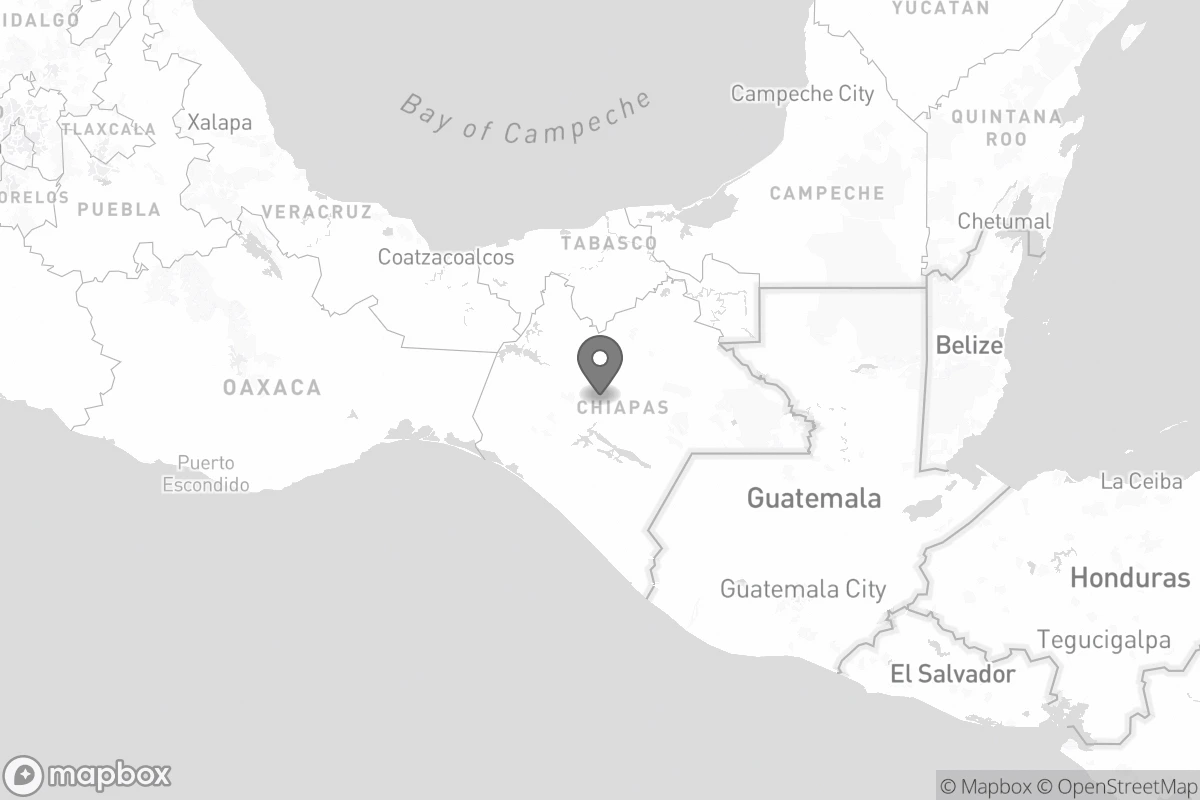 HIDALGO
YUCATAN
Campeche City
Bay of Campeche
QUINTANA
ROO
Xalapa
TLAXCALA
CAMPECHE
ORELOS
PUEBLA
VERACRUZ
Chetumal
TABASCO
Coatzacoalcos
Belize
OAXACA
CHIAPAS
Puerto
Escondido
La Ceiba
Guatemala
Honduras
Guatemala City
Tegucigalpa
El Salvador
mapbox
© Mapbox © OpenStreetMap